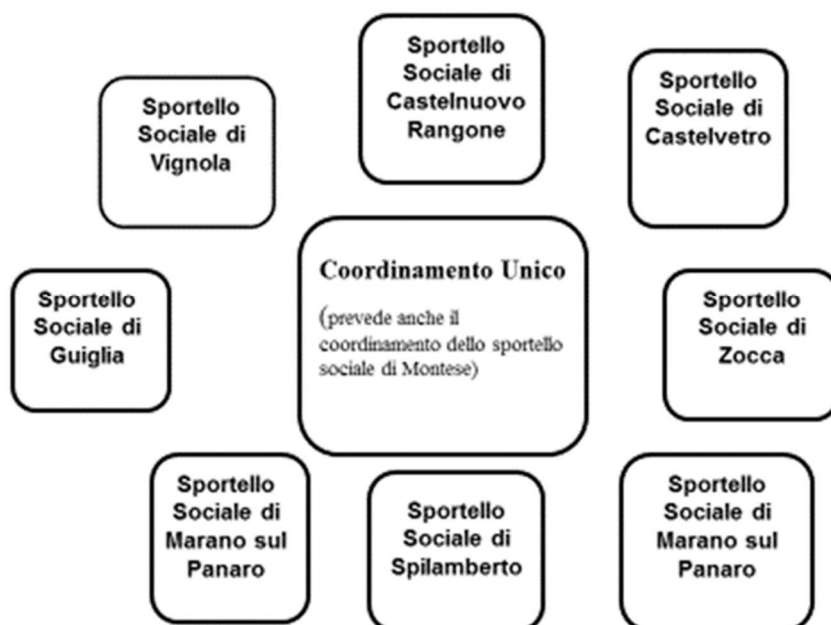 Sportello
Sociale di
Castelnuovo
Rangone
Sportello
Sociale di
Vignola
Sportello
Sociale di
Castelvetro
Coordinamento Unico
(prevede anche il
coordinamento dello sportello
sociale di Montese)
Sportello
Sociale di
Guiglia
Sportello
Sociale di
Zocca
Sportello
Sociale di
Marano sul
Panaro
Sportello
Sociale di
Spilamberto
Sportello
Sociale di
Marano sul
Panaro